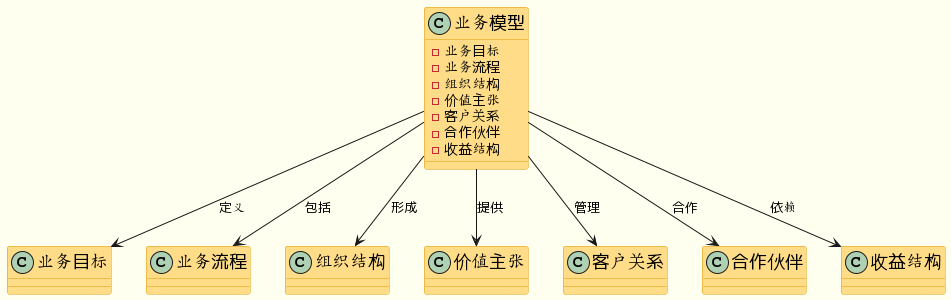 C 业务模型
业务目标
业务流程
组织结构
价值主张
客户关系
合作伙伴
收益结构
定义
包括
形成
提供
管理
合作
依赖
C 业务目标
C 业务流程
C 组织结构
C 价值主张
C 客户关系
C 合作伙伴
C 收益结构